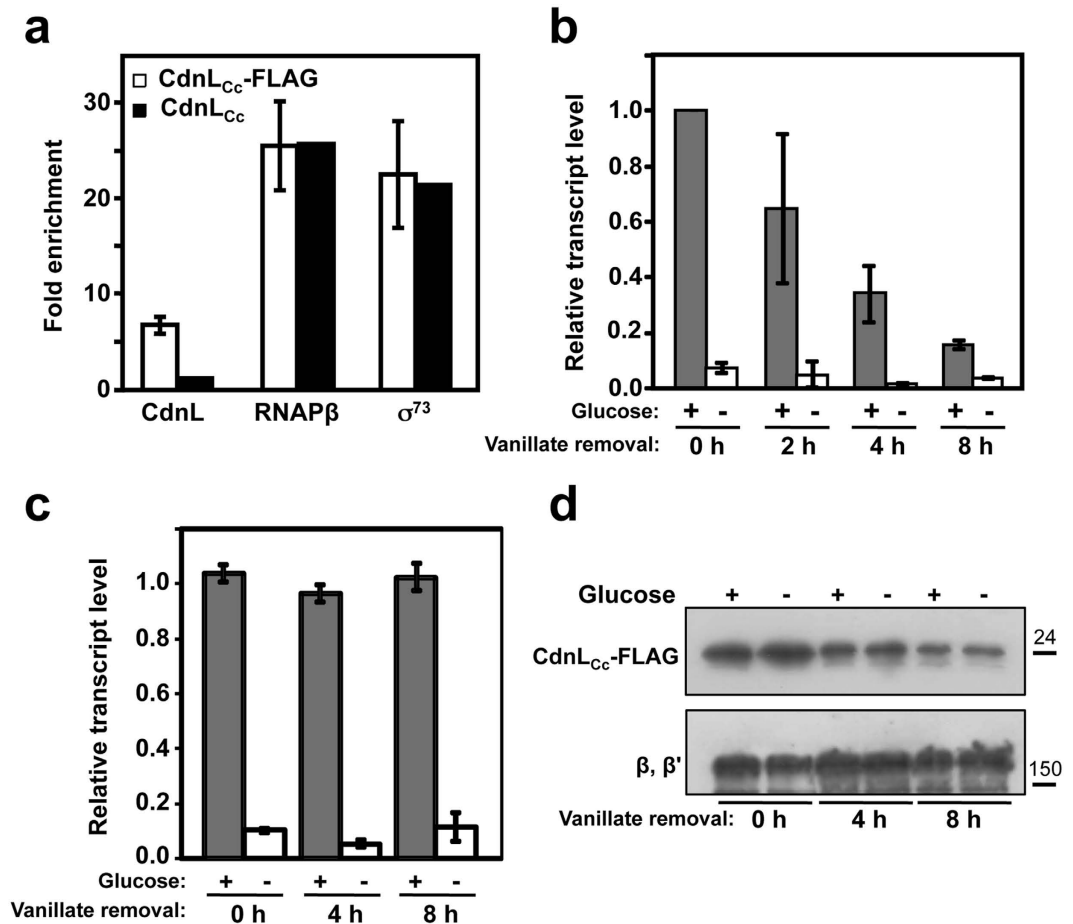 a
CdnLCc-FLAG
CdnLCc
Fold enrichment
30
20
10
0
CdnL RNAPβ σ73
b
Relative transcript level
1.0
0.8
0.6
0.4
0.2
0.0
Glucose: + - + - + - + -
Vanillate removal: 0 h 2 h 4 h 8 h
c
Relative transcript level
1.0
0.8
0.6
0.4
0.2
0.0
Glucose: + - + - + -
Vanillate removal: 0 h 4 h 8 h
d
Glucose + - + - + -
CdnLCc-FLAG 24
β, β' 150
Vanillate removal: 0 h 4 h 8 h